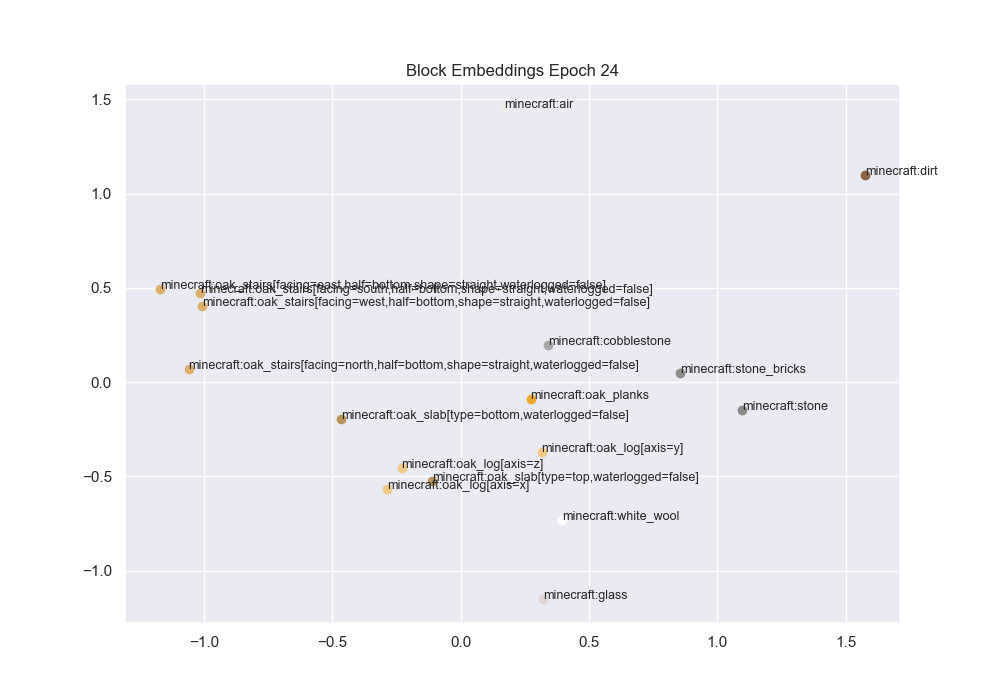 Block Embeddings Epoch 24
1.5
minecraft:air
minecraft:dirt
1.0
minecraft:oak_stairs[facing=east,half=bottom,shape=straight,waterlogged=false]
0.5
minecraft:oak_stairs[facing=south,half=bottom,shape=straight,waterlogged=false]
minecraft:oak_stairs[facing=west,half=bottom,shape=straight,waterlogged=false]
minecraft:cobblestone
minecraft:oak_stairs[facing=north,half=bottom,shape=straight,waterlogged=false]
minecraft:stone_bricks
0.0
minecraft:oak_planks
minecraft:stone
minecraft:oak_slab[type=bottom,waterlogged=false]
minecraft:oak_log[axis=y]
minecraft:oak_log[axis=z]
−0.5
minecraft:oak_slab[type=top,waterlogged=false]
minecraft:oak_log[axis=x]
minecraft:white_wool
−1.0
minecraft:glass
−1.0 −0.5 0.0 0.5 1.0 1.5